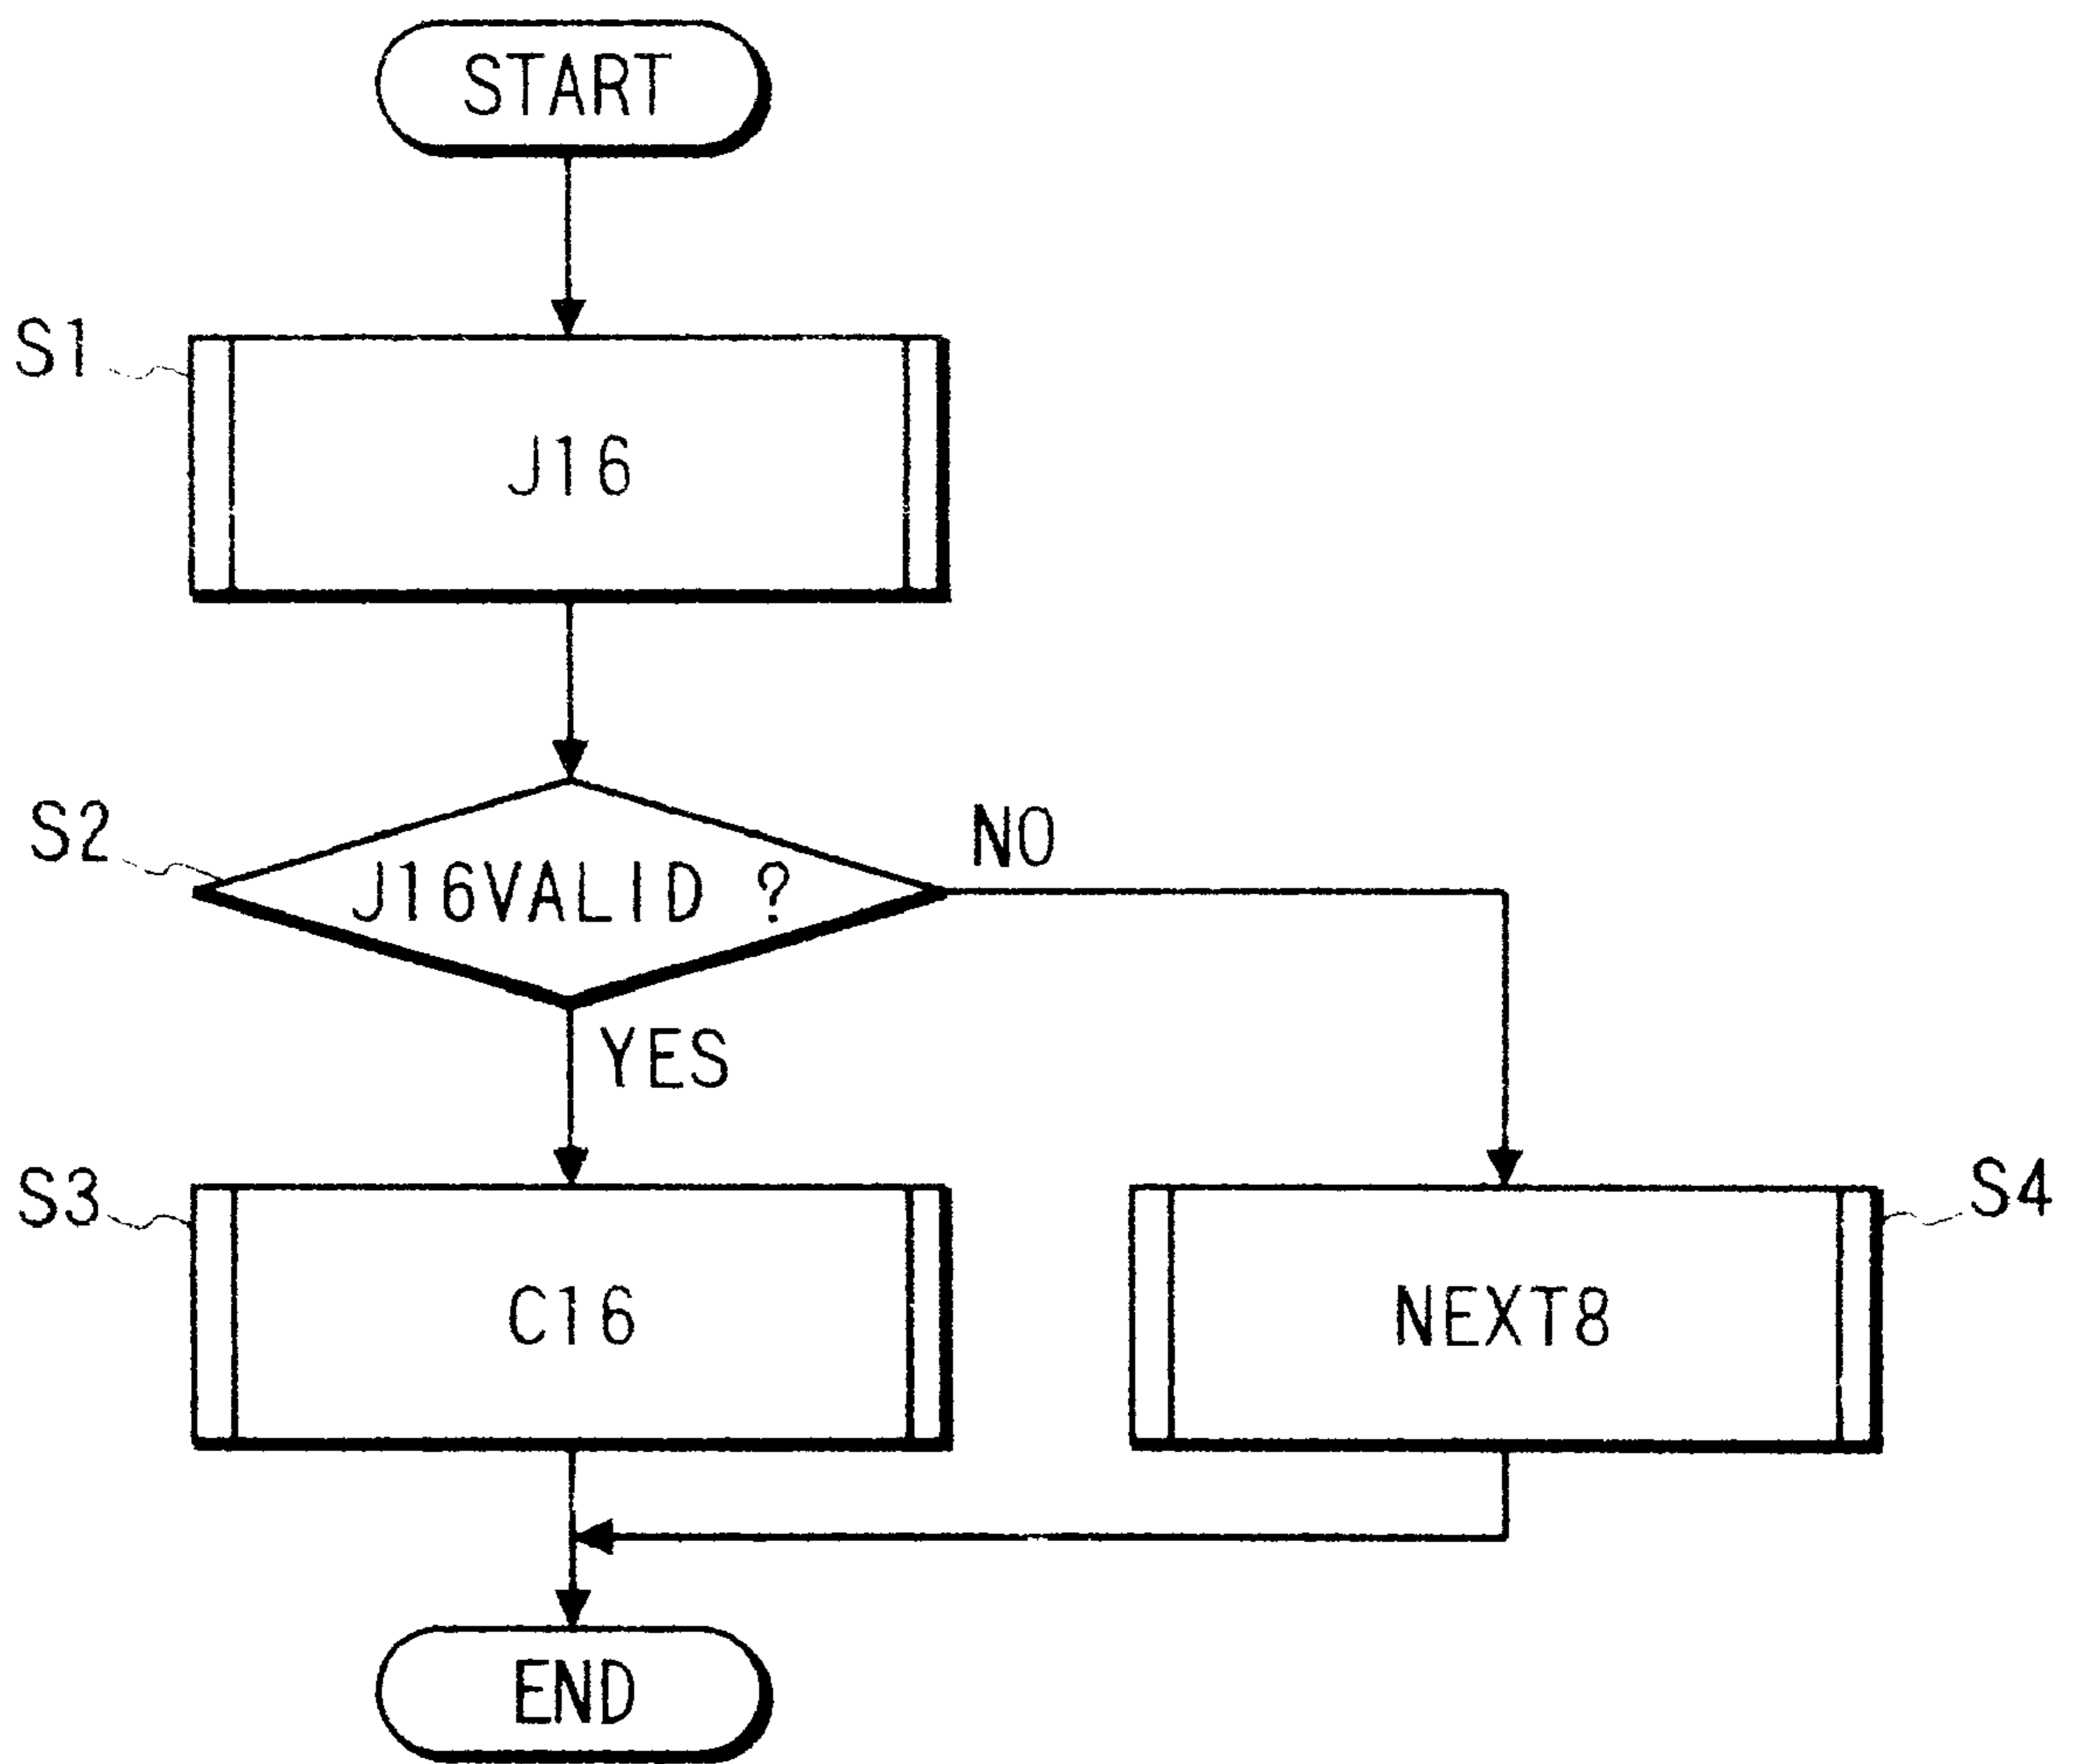 START
S1
J16
S2
J16VALID ?
NO
YES
S3
C16
S4
NEXT8
END